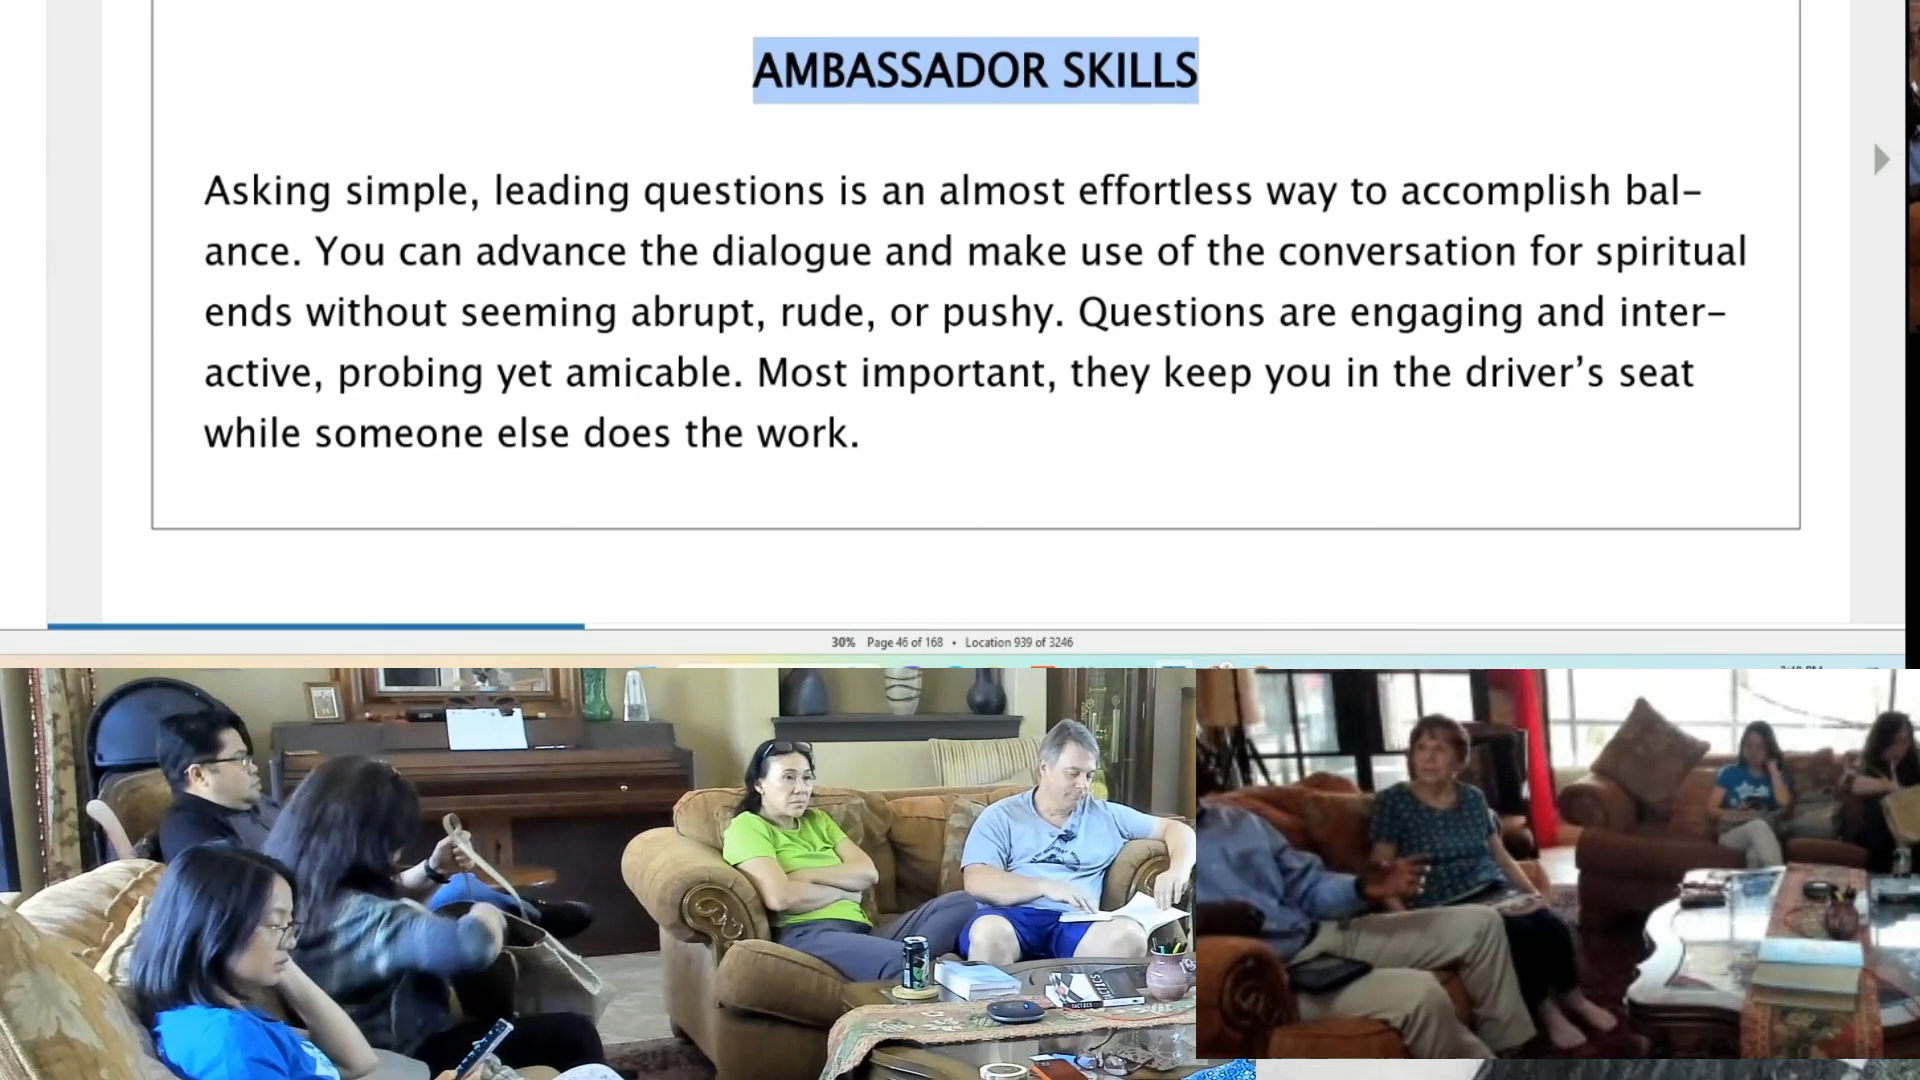 AMBASSADOR SKILLS
Asking simple, leading questions is an almost effortless way to accomplish bal-
ance. You can advance the dialogue and make use of the conversation for spiritual
ends without seeming abrupt, rude, or pushy. Questions are engaging and inter-
active, probing yet amicable. Most important, they keep you in the driver’s seat
while someone else does the work.
30% Page 46 of 168 • Location 939 of 3246
TACTICS
TACTICS